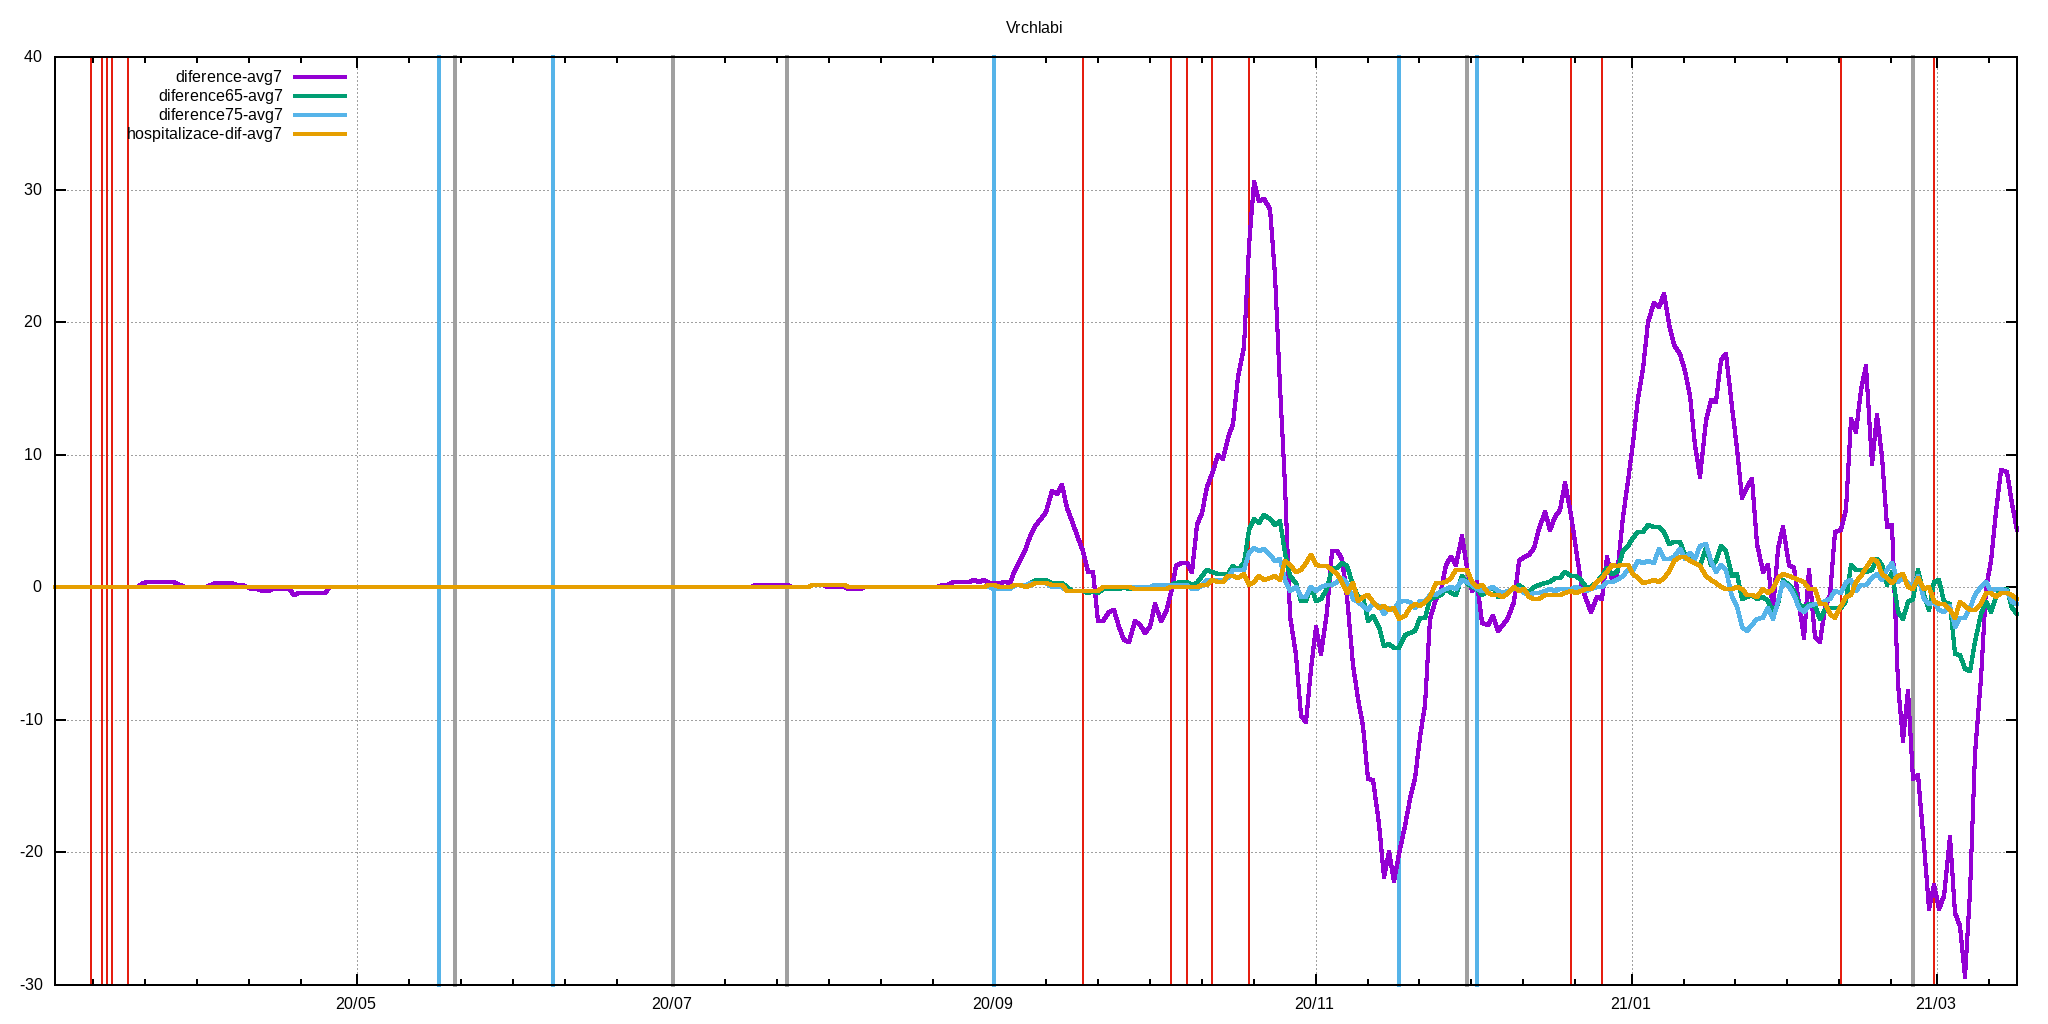 Vrchlabi
40
diference-avg7
diference65-avg7
diference75-avg7
hospitalizace-dif-avg7
30
20
10
0
-10
-20
-30
20/05 20/07 20/09 20/11 21/01 21/03